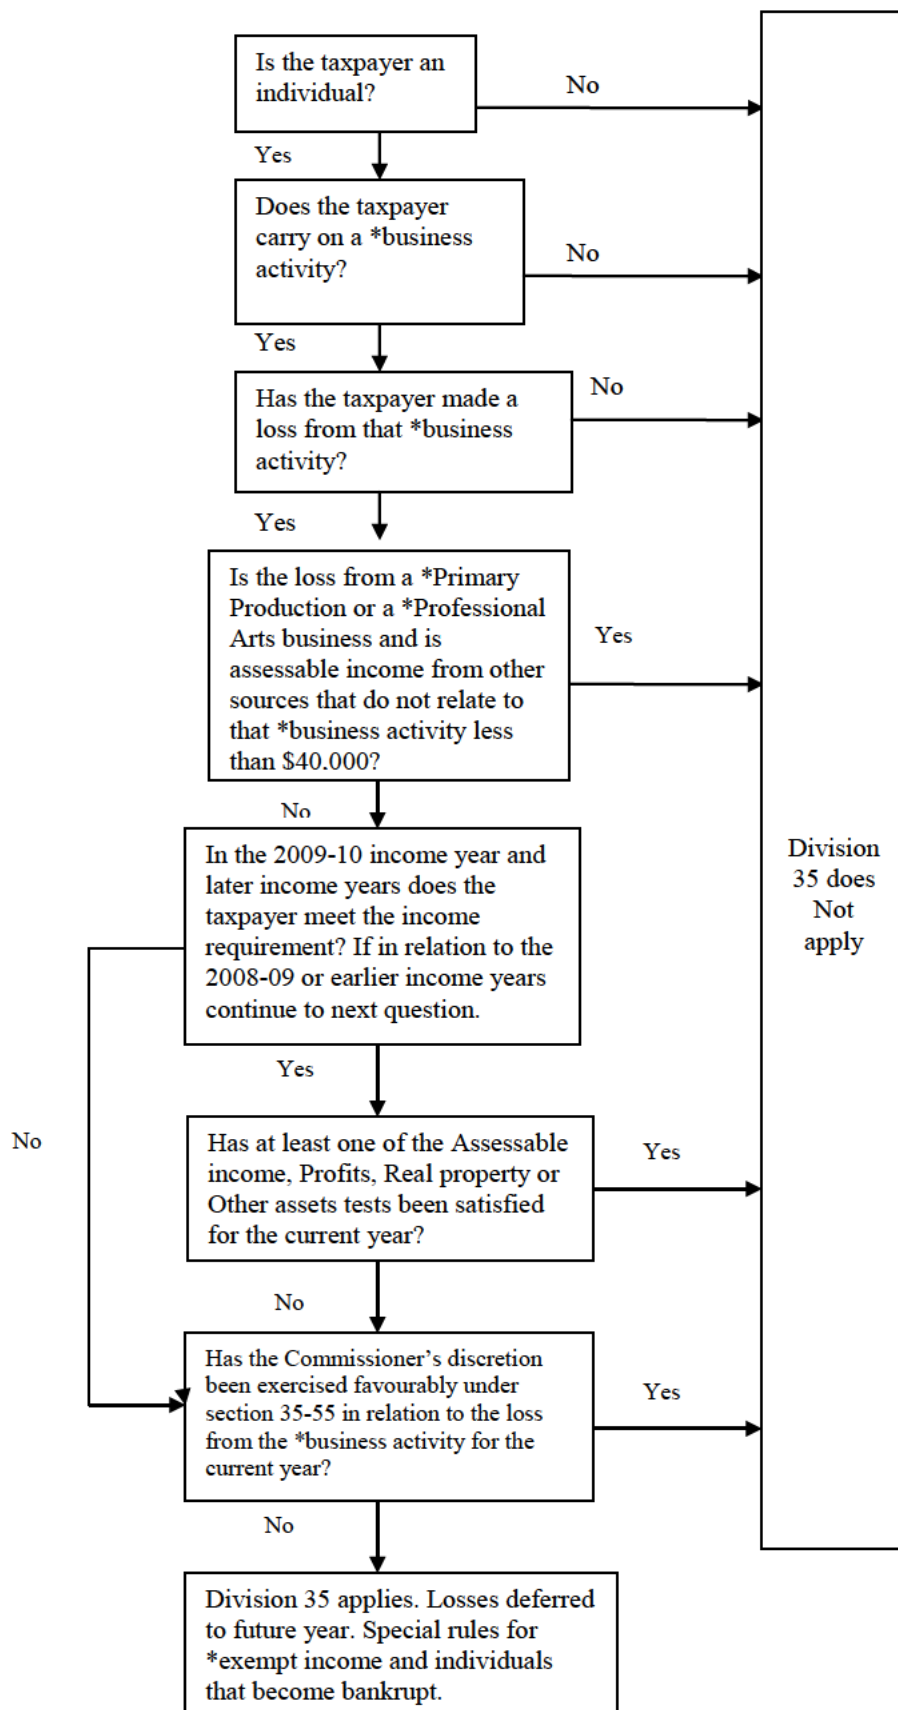 Is the taxpayer an
individual?
No
Yes
Does the taxpayer
carry on a *business
activity?
No
Yes
Has the taxpayer made a
loss from that *business
activity?
No
Yes
Is the loss from a *Primary
Production or a *Professional
Arts business and is
assessable income from other
sources that do not relate to
that *business activity less
than $40.000?
Yes
No
In the 2009-10 income year and
later income years does the
taxpayer meet the income
requirement? If in relation to the
2008-09 or earlier income years
continue to next question.
Division
35 does
Not
apply
Yes
No
Has at least one of the Assessable
income, Profits, Real property or
Other assets tests been satisfied
for the current year?
Yes
No
Has the Commissioner's discretion
been exercised favourably under
section 35-55 in relation to the loss
from the *business activity for the
current year?
Yes
No
Division 35 applies. Losses deferred
to future year. Special rules for
*exempt income and individuals
that become bankrupt.